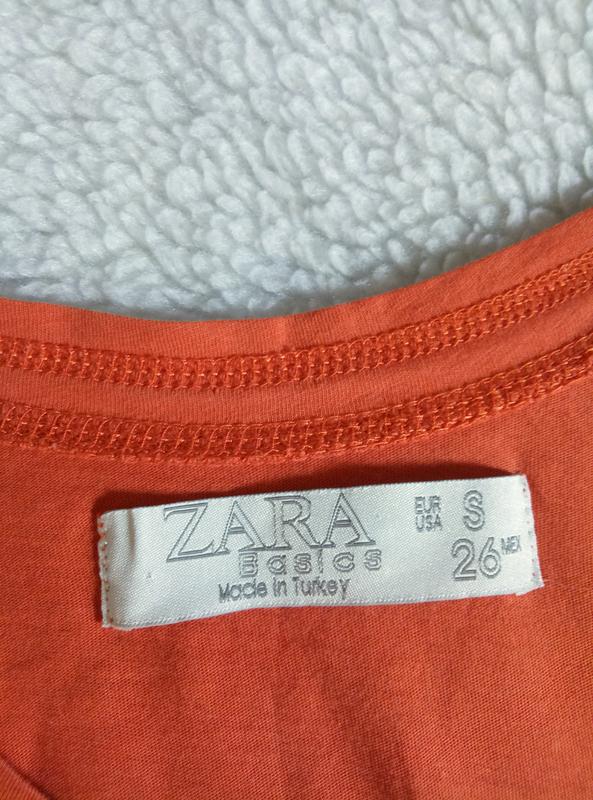 ZARA
Basics
Made in Turkey
EUR
USA S
26 MEX